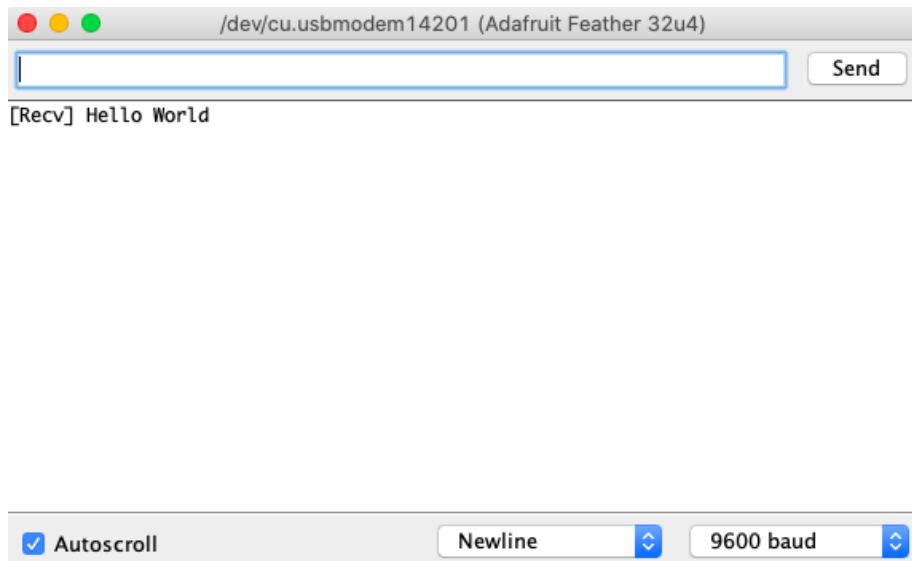 /dev/cu.usbmodem14201 (Adafruit Feather 32u4)
Send
[Recv] Hello World
Autoscroll
Newline
9600 baud